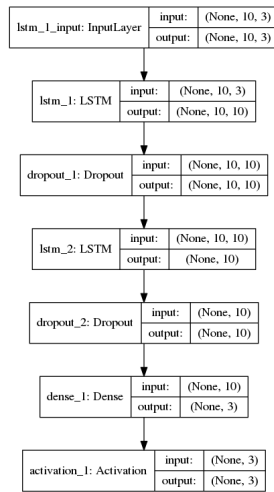 lstm_1_input: InputLayer
input: (None, 10, 3)
output: (None, 10, 3)
lstm_1: LSTM
input: (None, 10, 3)
output: (None, 10, 10)
dropout_1: Dropout
input: (None, 10, 10)
output: (None, 10, 10)
lstm_2: LSTM
input: (None, 10, 10)
output: (None, 10)
dropout_2: Dropout
input: (None, 10)
output: (None, 10)
dense_1: Dense
input: (None, 10)
output: (None, 3)
activation_1: Activation
input: (None, 3)
output: (None, 3)